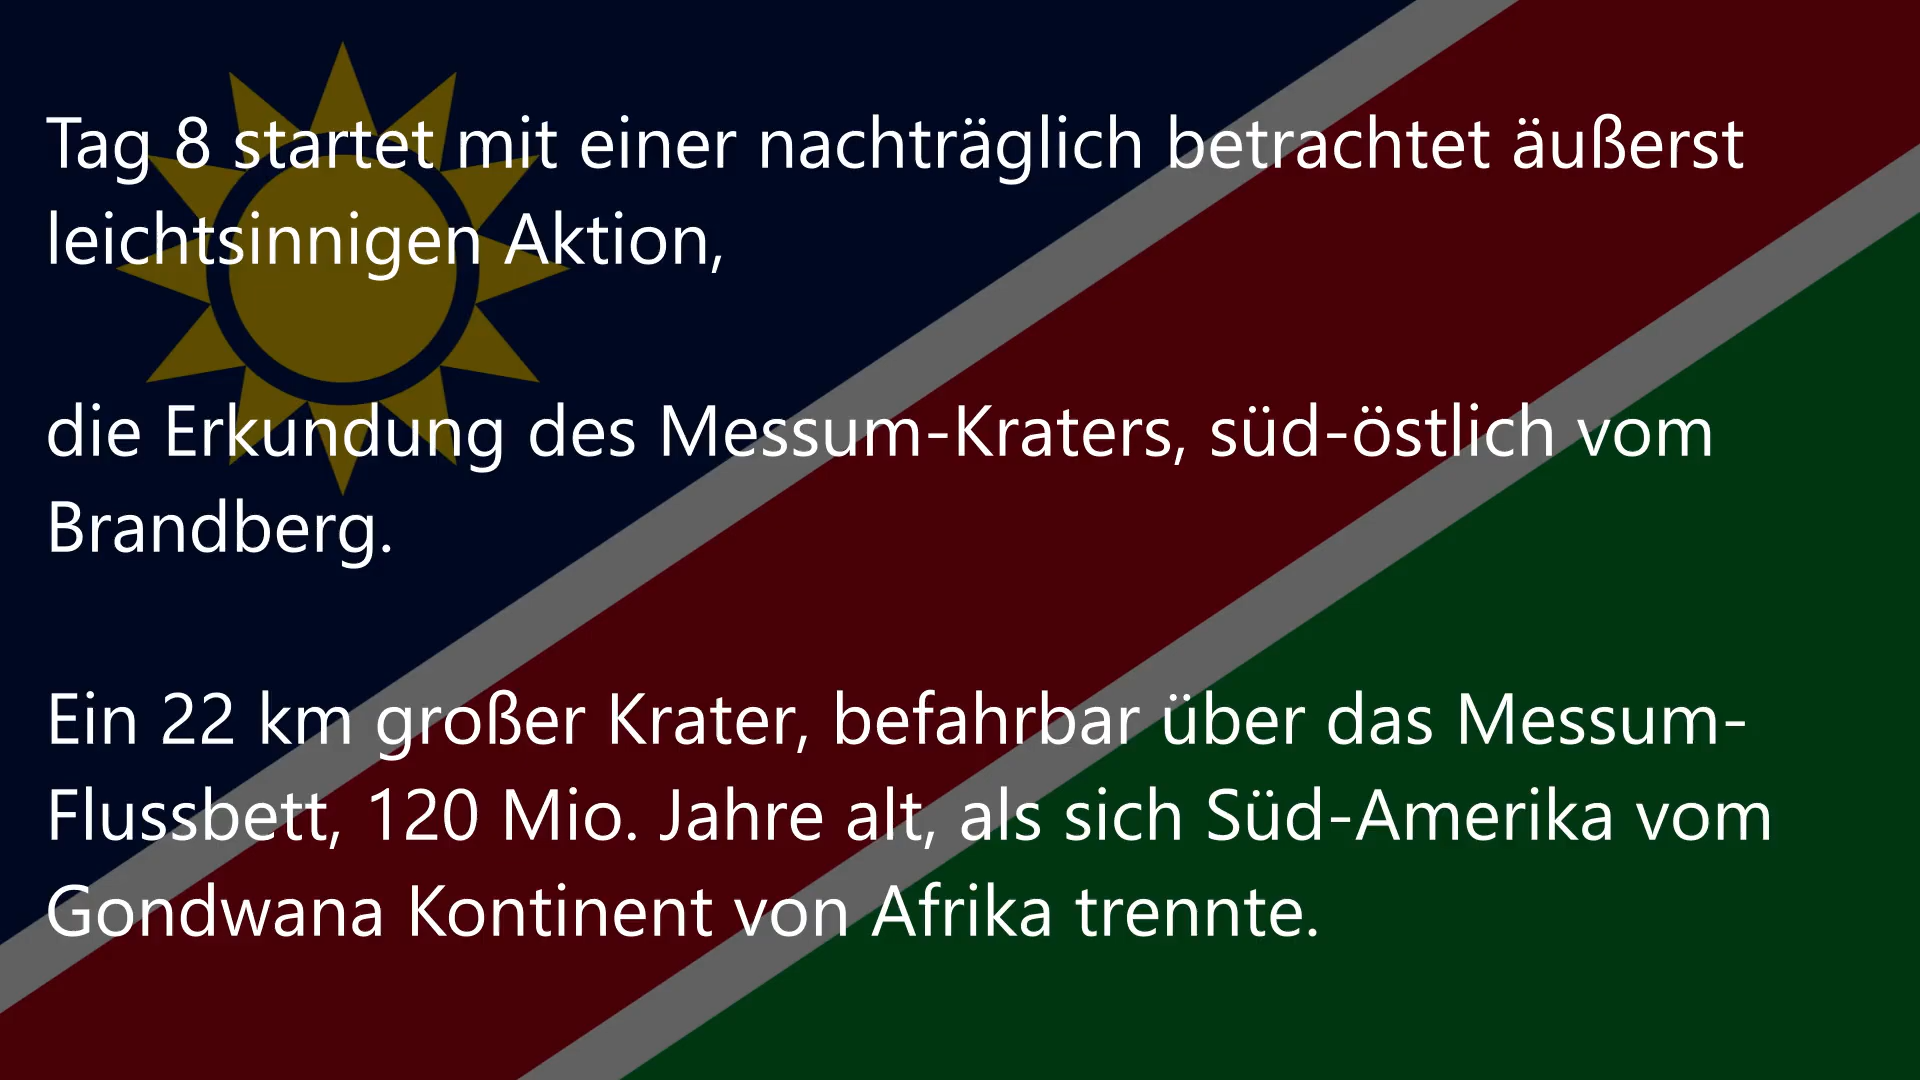 Tag 8 startet mit einer nachträglich betrachtet äußerst
leichtsinnigen Aktion,
die Erkundung des Messum-Kraters, süd-östlich vom
Brandberg.
Ein 22 km großer Krater, befahrbar über das Messum-
Flussbett, 120 Mio. Jahre alt, als sich Süd-Amerika vom
Gondwana Kontinent von Afrika trennte.